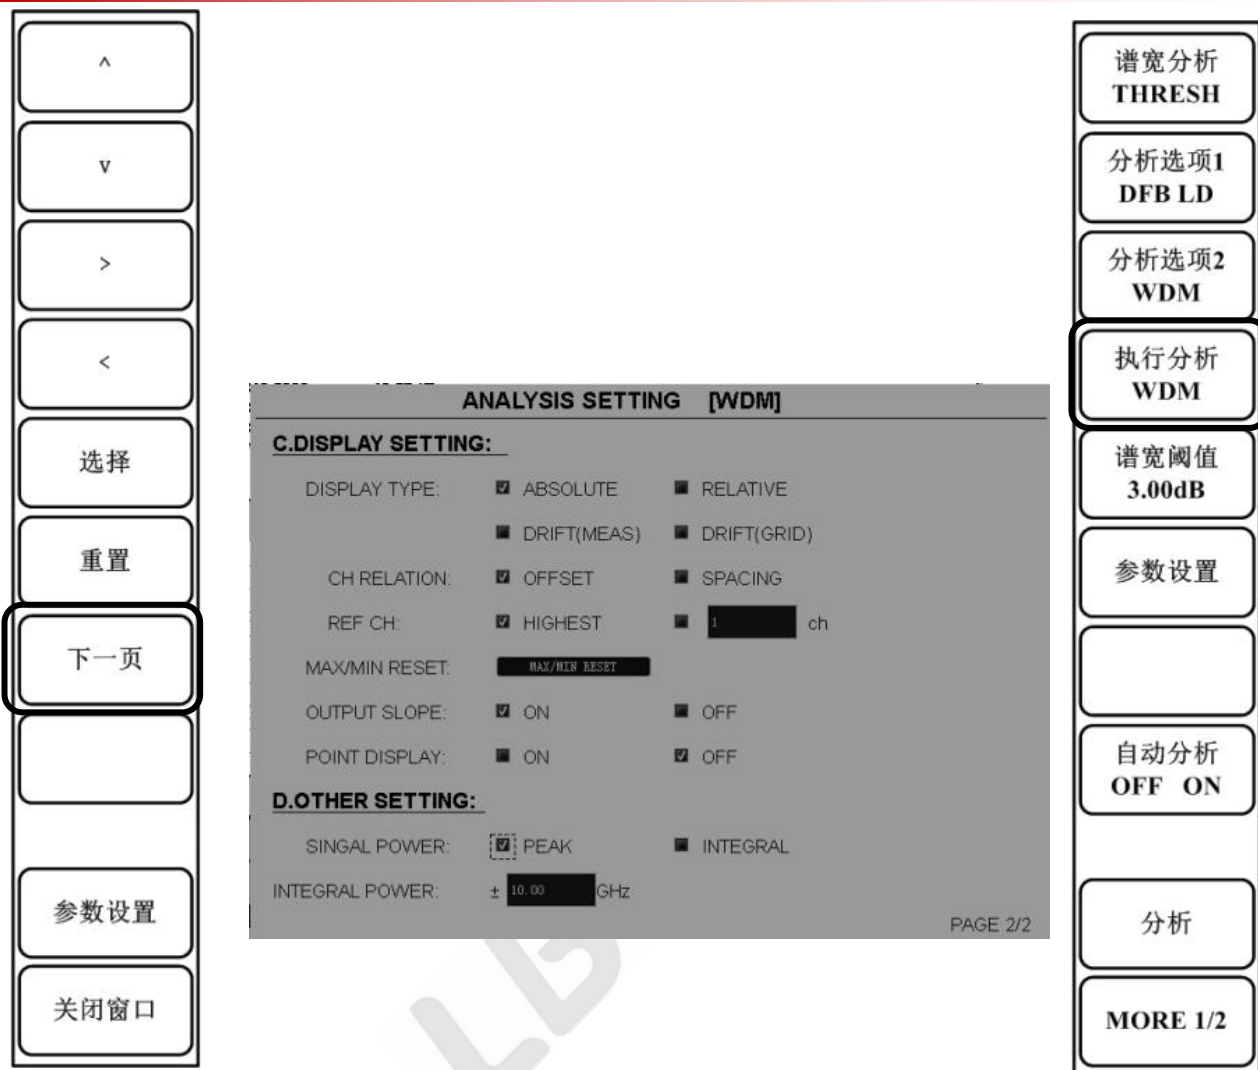 ^
v
>
<
选择
重置
下一页
参数设置
关闭窗口
ANALYSIS SETTING [WDM]
C.DISPLAY SETTING:
DISPLAY TYPE: ABSOLUTE RELATIVE
DRIFT(MEAS) DRIFT(GRID)
CH RELATION: OFFSET SPACING
REF CH: HIGHEST 1 ch
MAX/MIN RESET: MAX/MIN RESET
OUTPUT SLOPE: ON OFF
POINT DISPLAY: ON OFF
D.OTHER SETTING:
SINGAL POWER: PEAK INTEGRAL
INTEGRAL POWER: ± 10.00 GHz
PAGE 2/2
谱宽分析
THRESH
分析选项1
DFB LD
分析选项2
WDM
执行分析
WDM
谱宽阈值
3.00dB
参数设置
自动分析
OFF ON
分析
MORE 1/2